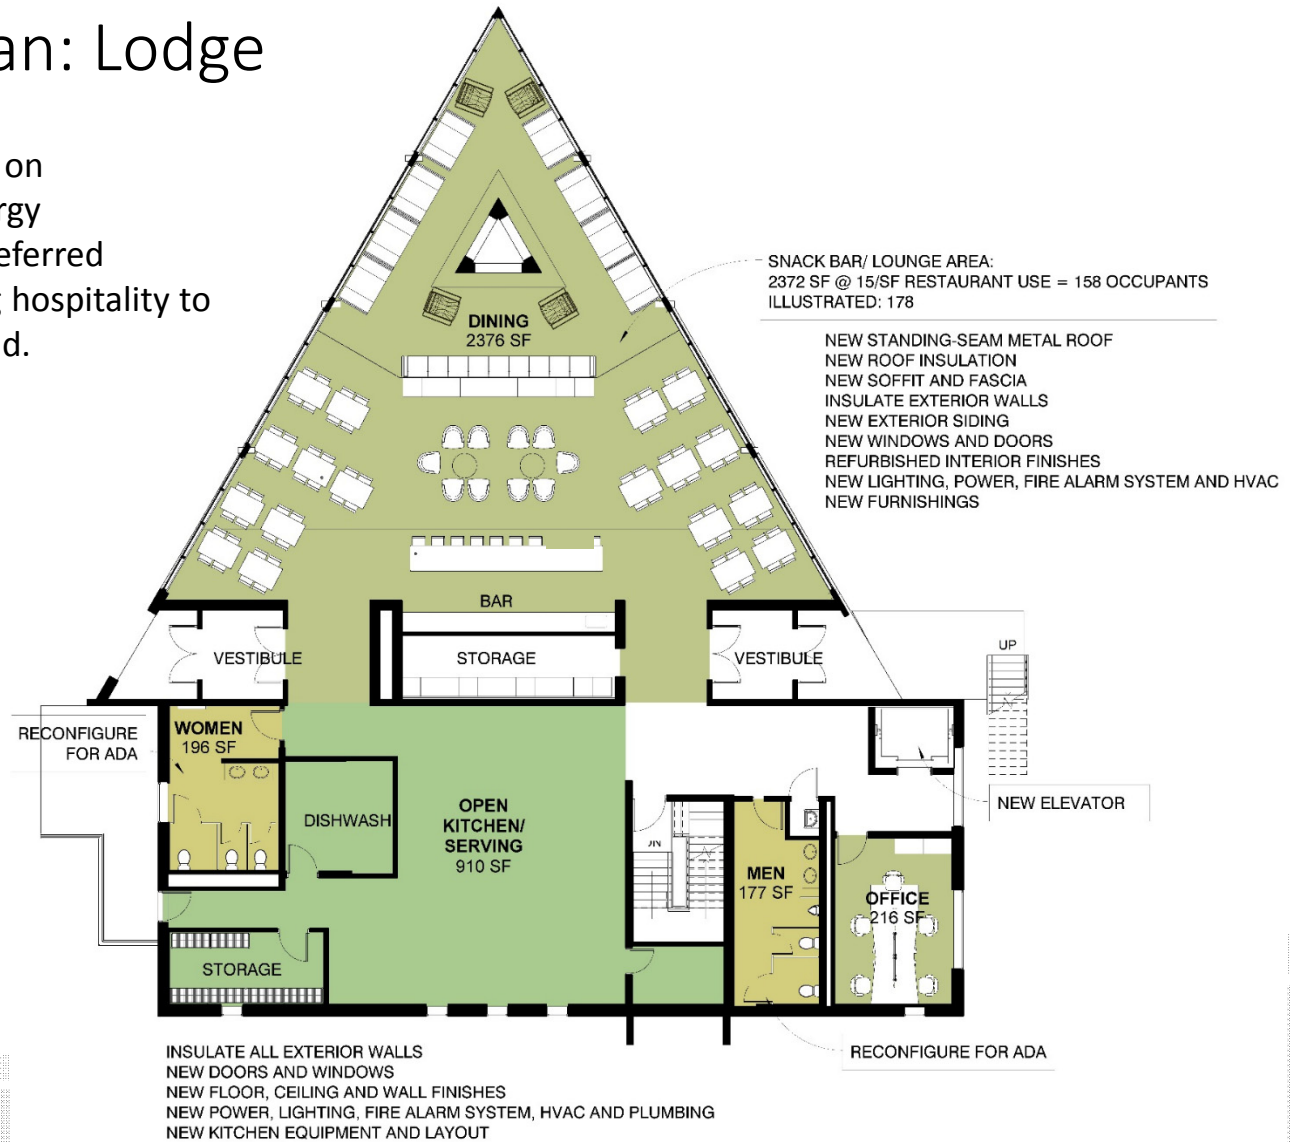 an: Lodge
on
rgy
eferred
g hospitality to
d.
SNACK BAR/ LOUNGE AREA:
2372 SF @ 15/SF RESTAURANT USE = 158 OCCUPANTS
ILLUSTRATED: 178
DINING
2376 SF
NEW STANDING-SEAM METAL ROOF
NEW ROOF INSULATION
NEW SOFFIT AND FASCIA
INSULATE EXTERIOR WALLS
NEW EXTERIOR SIDING
NEW WINDOWS AND DOORS
REFURBISHED INTERIOR FINISHES
NEW LIGHTING, POWER, FIRE ALARM SYSTEM AND HVAC
NEW FURNISHINGS
BAR
VESTIBULE
STORAGE
VESTIBULE
UP
RECONFIGURE
FOR ADA
WOMEN
196 SF
NEW ELEVATOR
DISHWASH
OPEN
KITCHEN/
SERVING
910 SF
MEN
177 SF
OFFICE
216 SF
STORAGE
RECONFIGURE FOR ADA
INSULATE ALL EXTERIOR WALLS
NEW DOORS AND WINDOWS
NEW FLOOR, CEILING AND WALL FINISHES
NEW POWER, LIGHTING, FIRE ALARM SYSTEM, HVAC AND PLUMBING
NEW KITCHEN EQUIPMENT AND LAYOUT